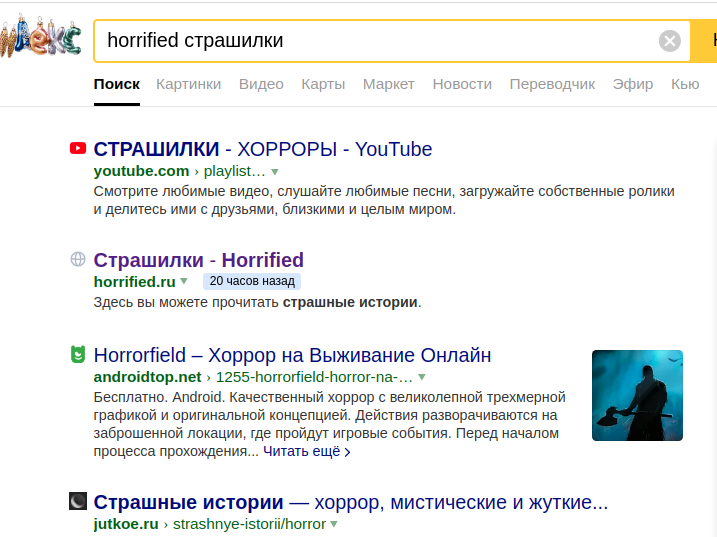 horrified страшилки
Поиск Картинки Видео Карты Маркет Новости Переводчик Эфир Кью
СТРАШИЛКИ - ХОРРОРЫ - YouTube
youtube.com › playlist…
Смотрите любимые видео, слушайте любимые песни, загружайте собственные ролики
и делитесь ими с друзьями, близкими и целым миром.
Страшилки - Horrified
horrified.ru 20 часов назад
Здесь вы можете прочитать страшные истории.
Horrorfield – Хоррор на Выживание Онлайн
androidtop.net › 1255-horrorfield-horror-na-…
Бесплатно. Android. Качественный хоррор с великолепной трехмерной
графикой и оригинальной концепцией. Действия разворачиваются на
заброшенной локации, где пройдут игровые события. Перед началом
процесса прохождения... Читать ещё ›
Страшные истории — хоррор, мистические и жуткие...
jutkoe.ru › strashnye-istorii/horror